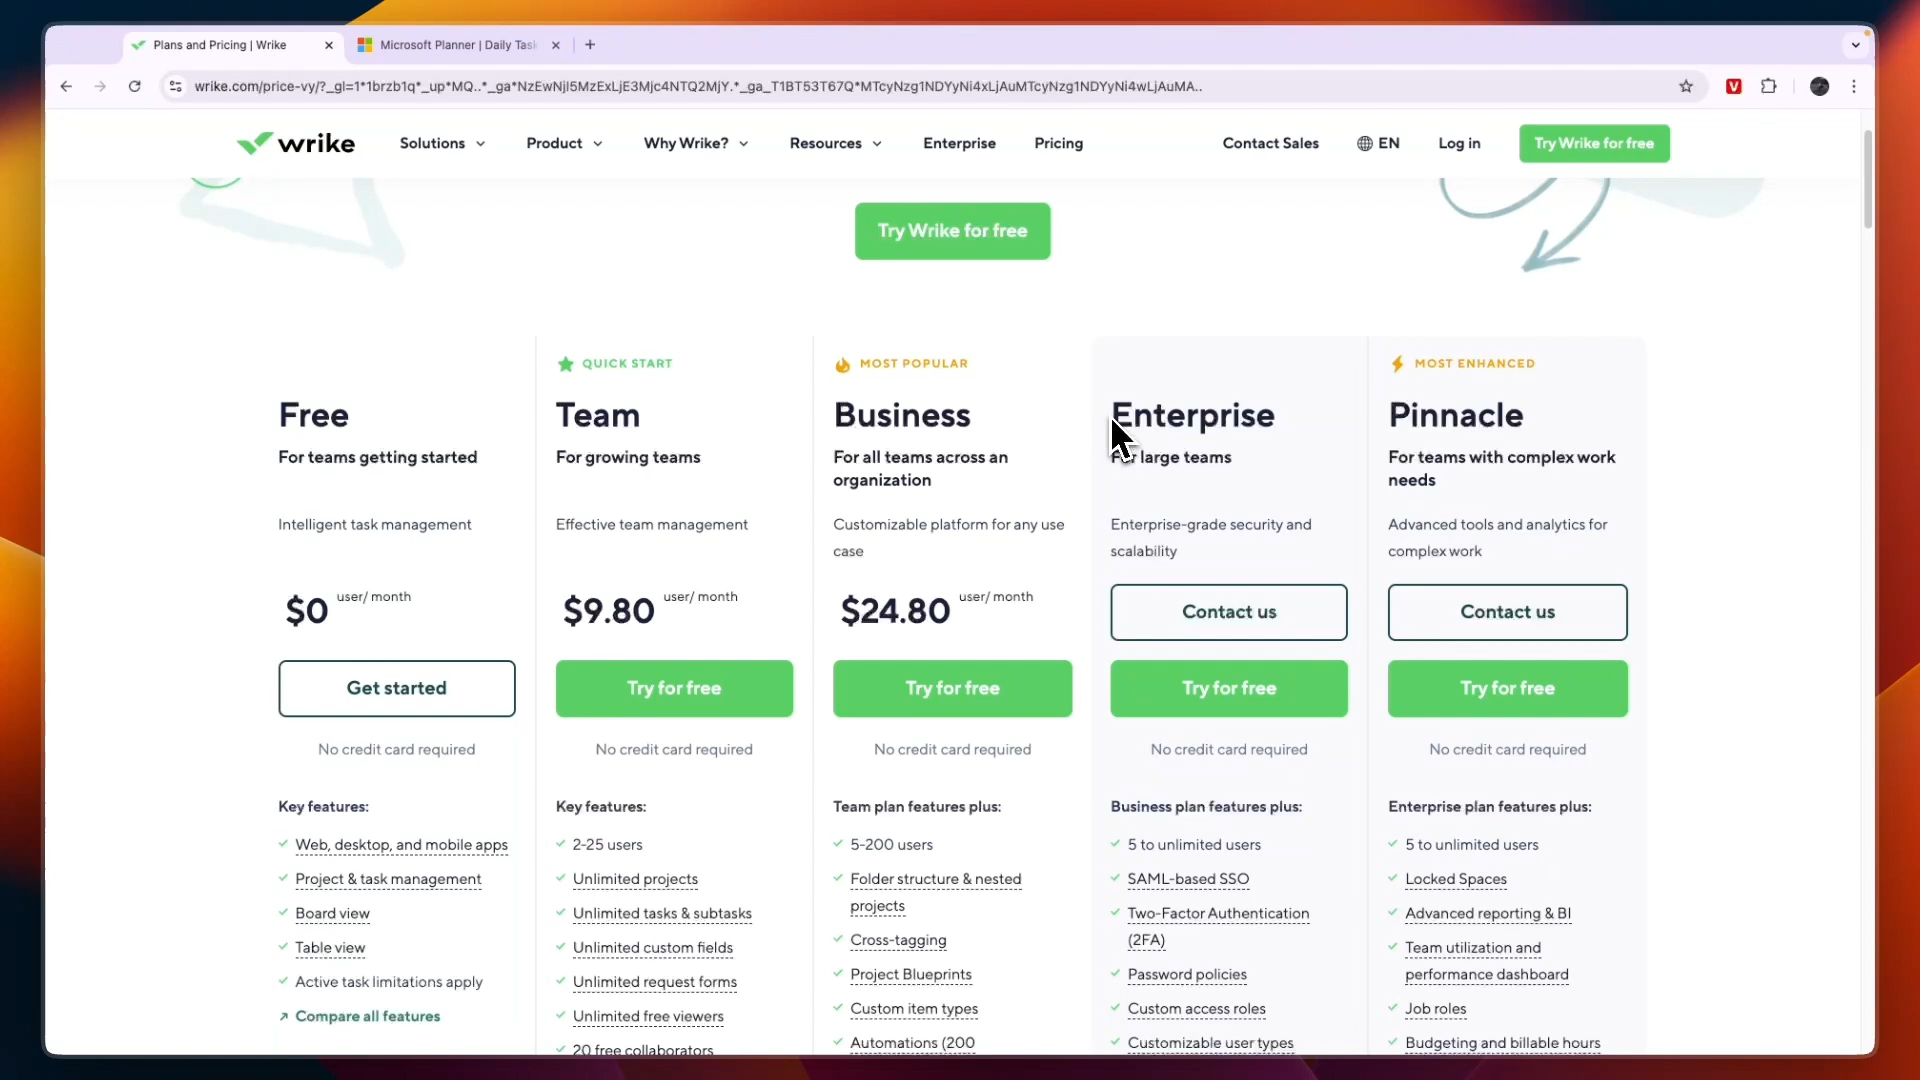 Plans and Pricing | Wrike
Microsoft Planner | Daily Tas
wrike.com/price-vy/?_gl=1*1brzb1q*_up*MQ..*_ga*NzEwNjI5MzExLjE3Mjc4NTQ2MjY.*_ga_T1BT53T67Q*MTcyNzg1NDYyNi4xLjAuMTcyNzg1NDYyNi4wLjAuMA..
V
wrike
Solutions
Product
Why Wrike?
Resources
Enterprise
Pricing
Contact Sales
EN
Log in
Try Wrike for free
Try Wrike for free
Free
For teams getting started
Intelligent task management
$0 user/ month
Get started
No credit card required
Key features:
Web, desktop, and mobile apps
Project & task management
Board view
Table view
Active task limitations apply
Compare all features
QUICK START
Team
For growing teams
Effective team management
$9.80 user/ month
Try for free
No credit card required
Key features:
2-25 users
Unlimited projects
Unlimited tasks & subtasks
Unlimited custom fields
Unlimited request forms
Unlimited free viewers
20 free collaborators
MOST POPULAR
Business
For all teams across an
organization
Customizable platform for any use
case
$24.80 user/ month
Try for free
No credit card required
Team plan features plus:
5-200 users
Folder structure & nested
projects
Cross-tagging
Project Blueprints
Custom item types
Automations (200
Enterprise
For large teams
Enterprise-grade security and
scalability
Contact us
Try for free
No credit card required
Business plan features plus:
5 to unlimited users
SAML-based SSO
Two-Factor Authentication
(2FA)
Password policies
Custom access roles
Customizable user types
MOST ENHANCED
Pinnacle
For teams with complex work
needs
Advanced tools and analytics for
complex work
Contact us
Try for free
No credit card required
Enterprise plan features plus:
5 to unlimited users
Locked Spaces
Advanced reporting & BI
Team utilization and
performance dashboard
Job roles
Budgeting and billable hours